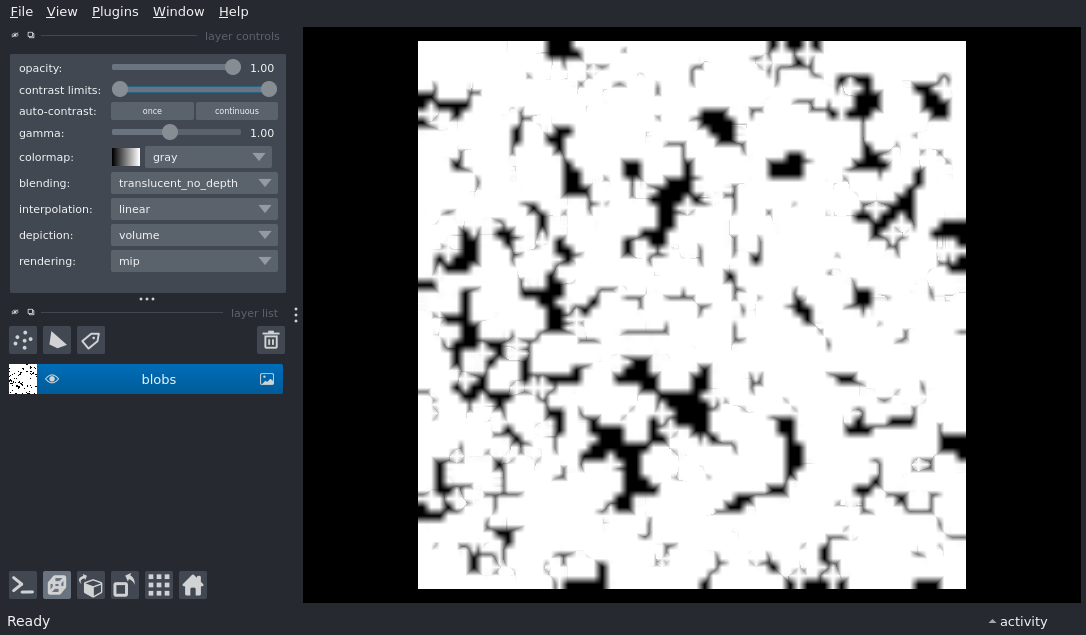 File View Plugins Window Help
layer controls
opacity: 1.00
contrast limits:
auto-contrast: once continuous
gamma: 1.00
colormap: gray
blending: translucent_no_depth
interpolation: linear
depiction: volume
rendering: mip
layer list
blobs
Ready activity